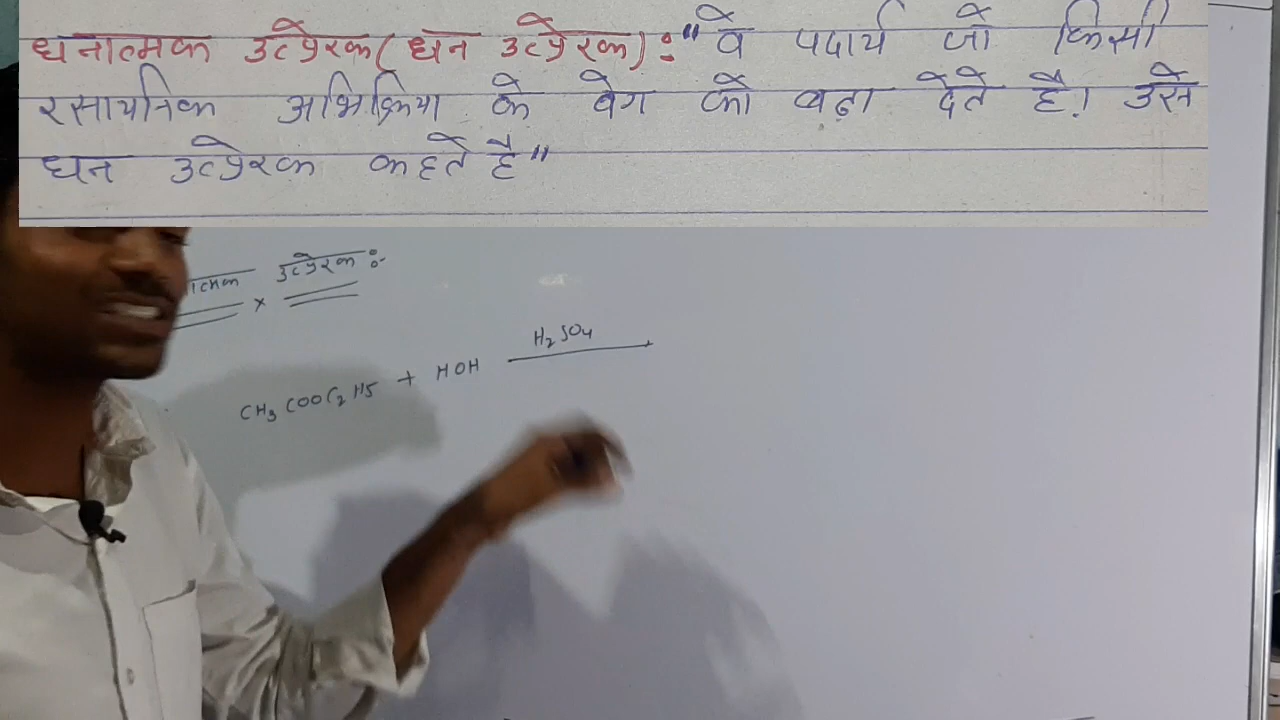 धनात्मक उत्प्रेरक( धन उत्प्रेरक) : "वे पदार्थ जो किसी
रसायनिक अभिक्रिया के वेग को बढ़ा देते है। उसे
धन उत्प्रेरक कहते है"
उत्प्रेरक :-
H₂SO₄
CH₃COOC₂H5 + HOH ⟶